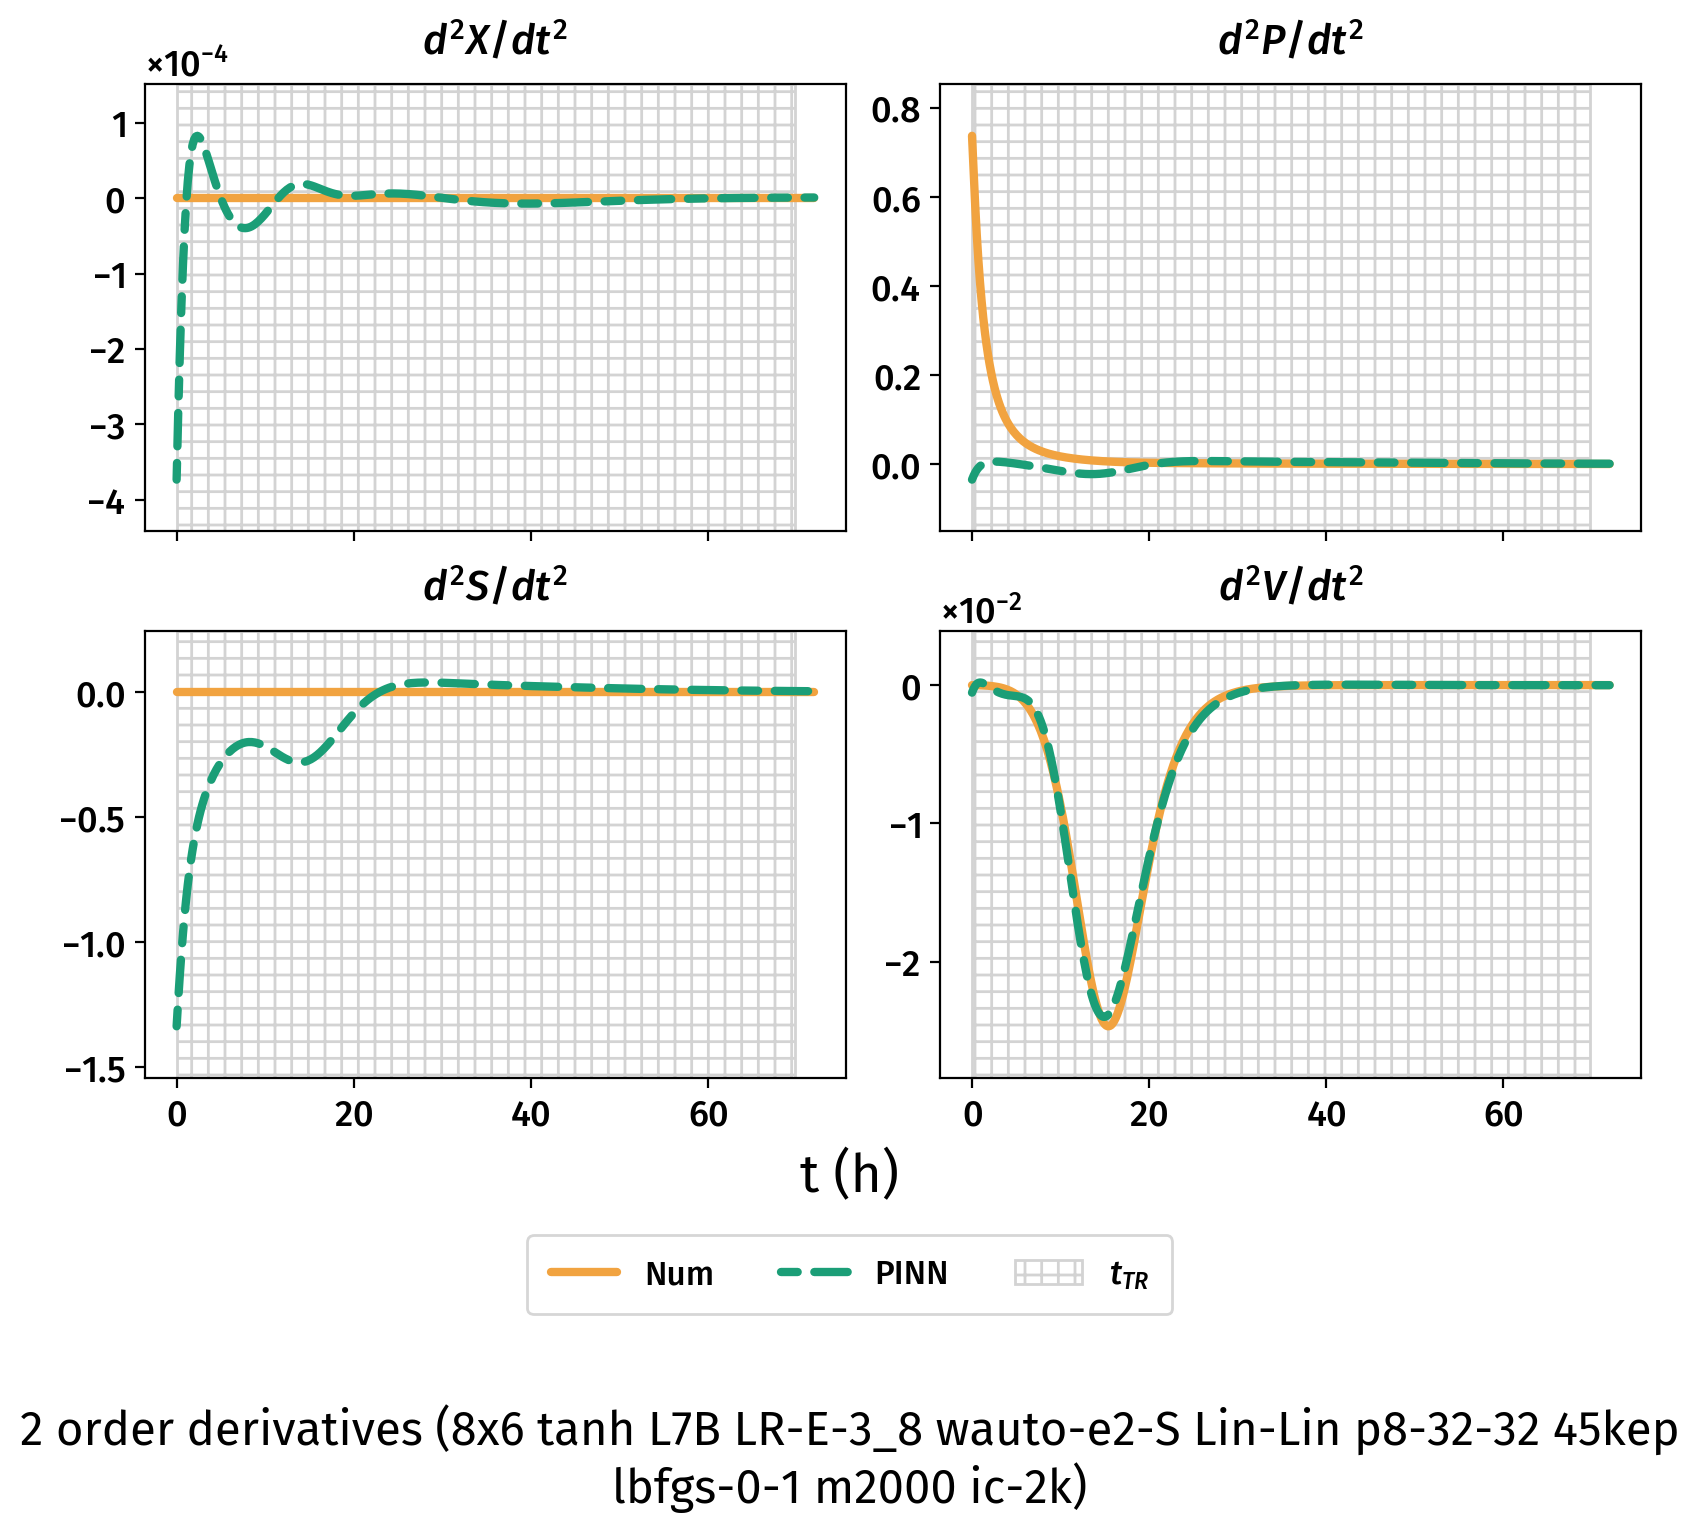 d²X/dt²
×10⁻⁴
1
0
−1
−2
−3
−4
d²P/dt²
0.8
0.6
0.4
0.2
0.0
d²S/dt²
0.0
−0.5
−1.0
−1.5
0 20 40 60
d²V/dt²
×10⁻²
0
−1
−2
0 20 40 60
t (h)
Num PINN t_TR
2 order derivatives (8x6 tanh L7B LR-E-3_8 wauto-e2-S Lin-Lin p8-32-32 45kep
lbfgs-0-1 m2000 ic-2k)